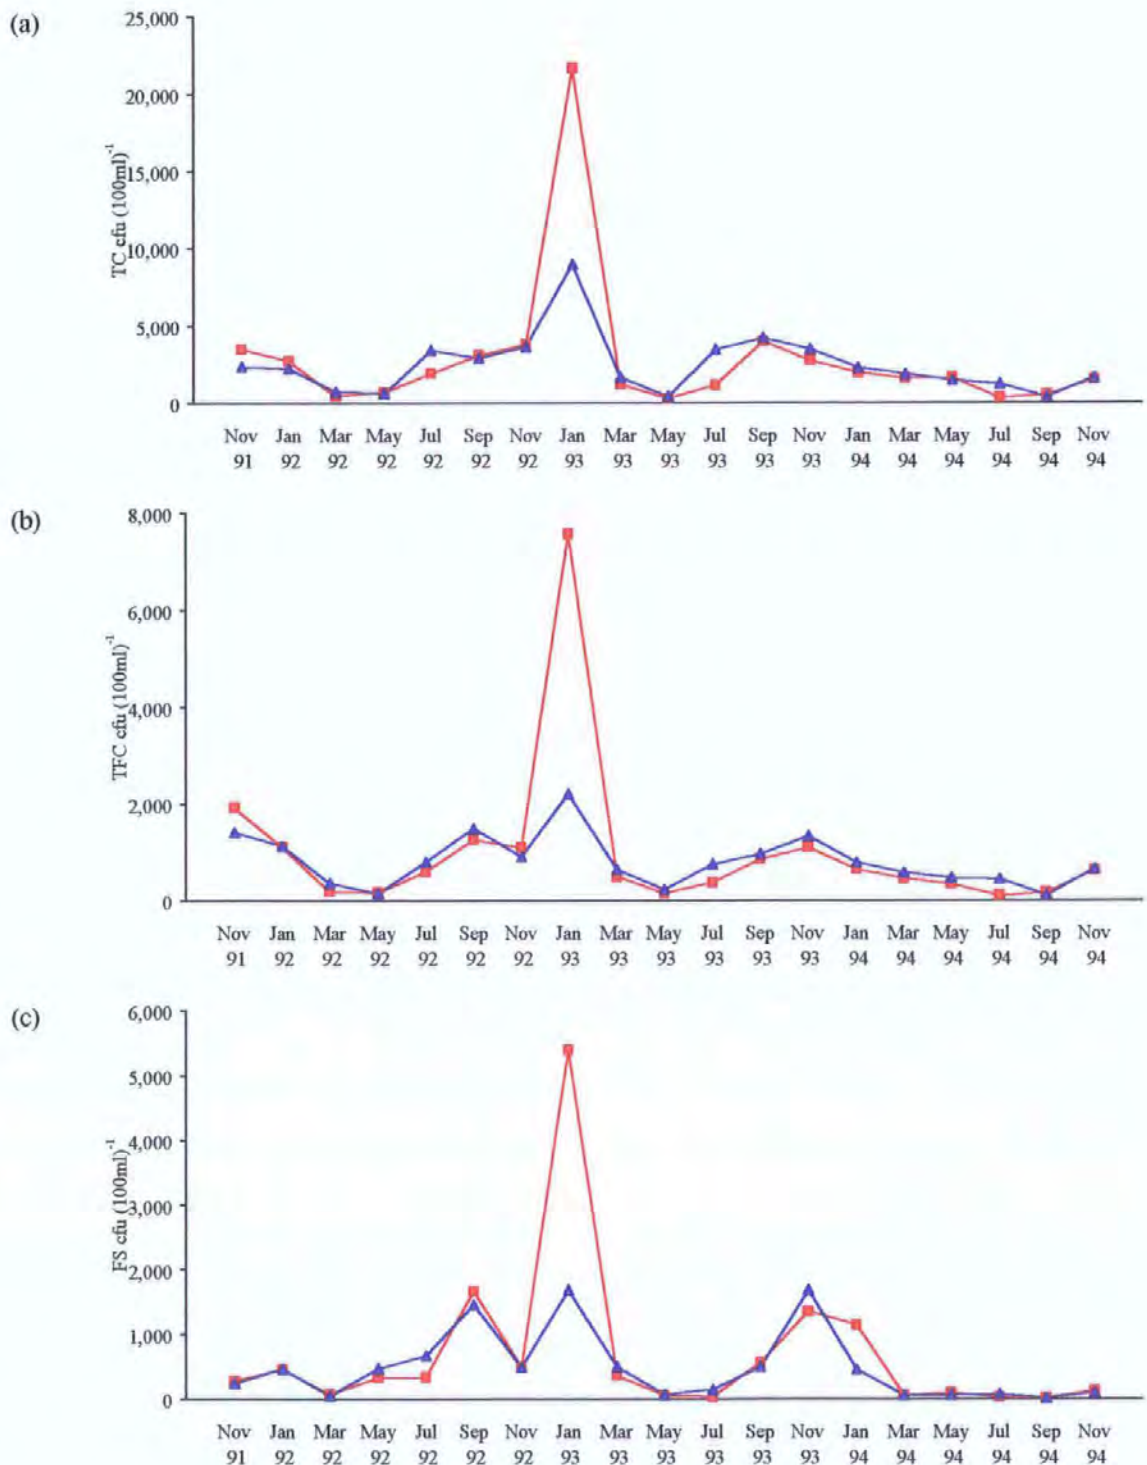 (a)
TC cfu (100ml)-1
25,000
20,000
15,000
10,000
5,000
0
Nov Jan Mar May Jul Sep Nov Jan Mar May Jul Sep Nov Jan Mar May Jul Sep Nov
91 92 92 92 92 92 92 93 93 93 93 93 93 94 94 94 94 94 94
(b)
TFC cfu (100ml)-1
8,000
6,000
4,000
2,000
0
Nov Jan Mar May Jul Sep Nov Jan Mar May Jul Sep Nov Jan Mar May Jul Sep Nov
91 92 92 92 92 92 92 93 93 93 93 93 93 94 94 94 94 94 94
(c)
FS cfu (100ml)-1
6,000
5,000
4,000
3,000
2,000
1,000
0
Nov Jan Mar May Jul Sep Nov Jan Mar May Jul Sep Nov Jan Mar May Jul Sep Nov
91 92 92 92 92 92 92 93 93 93 93 93 93 94 94 94 94 94 94